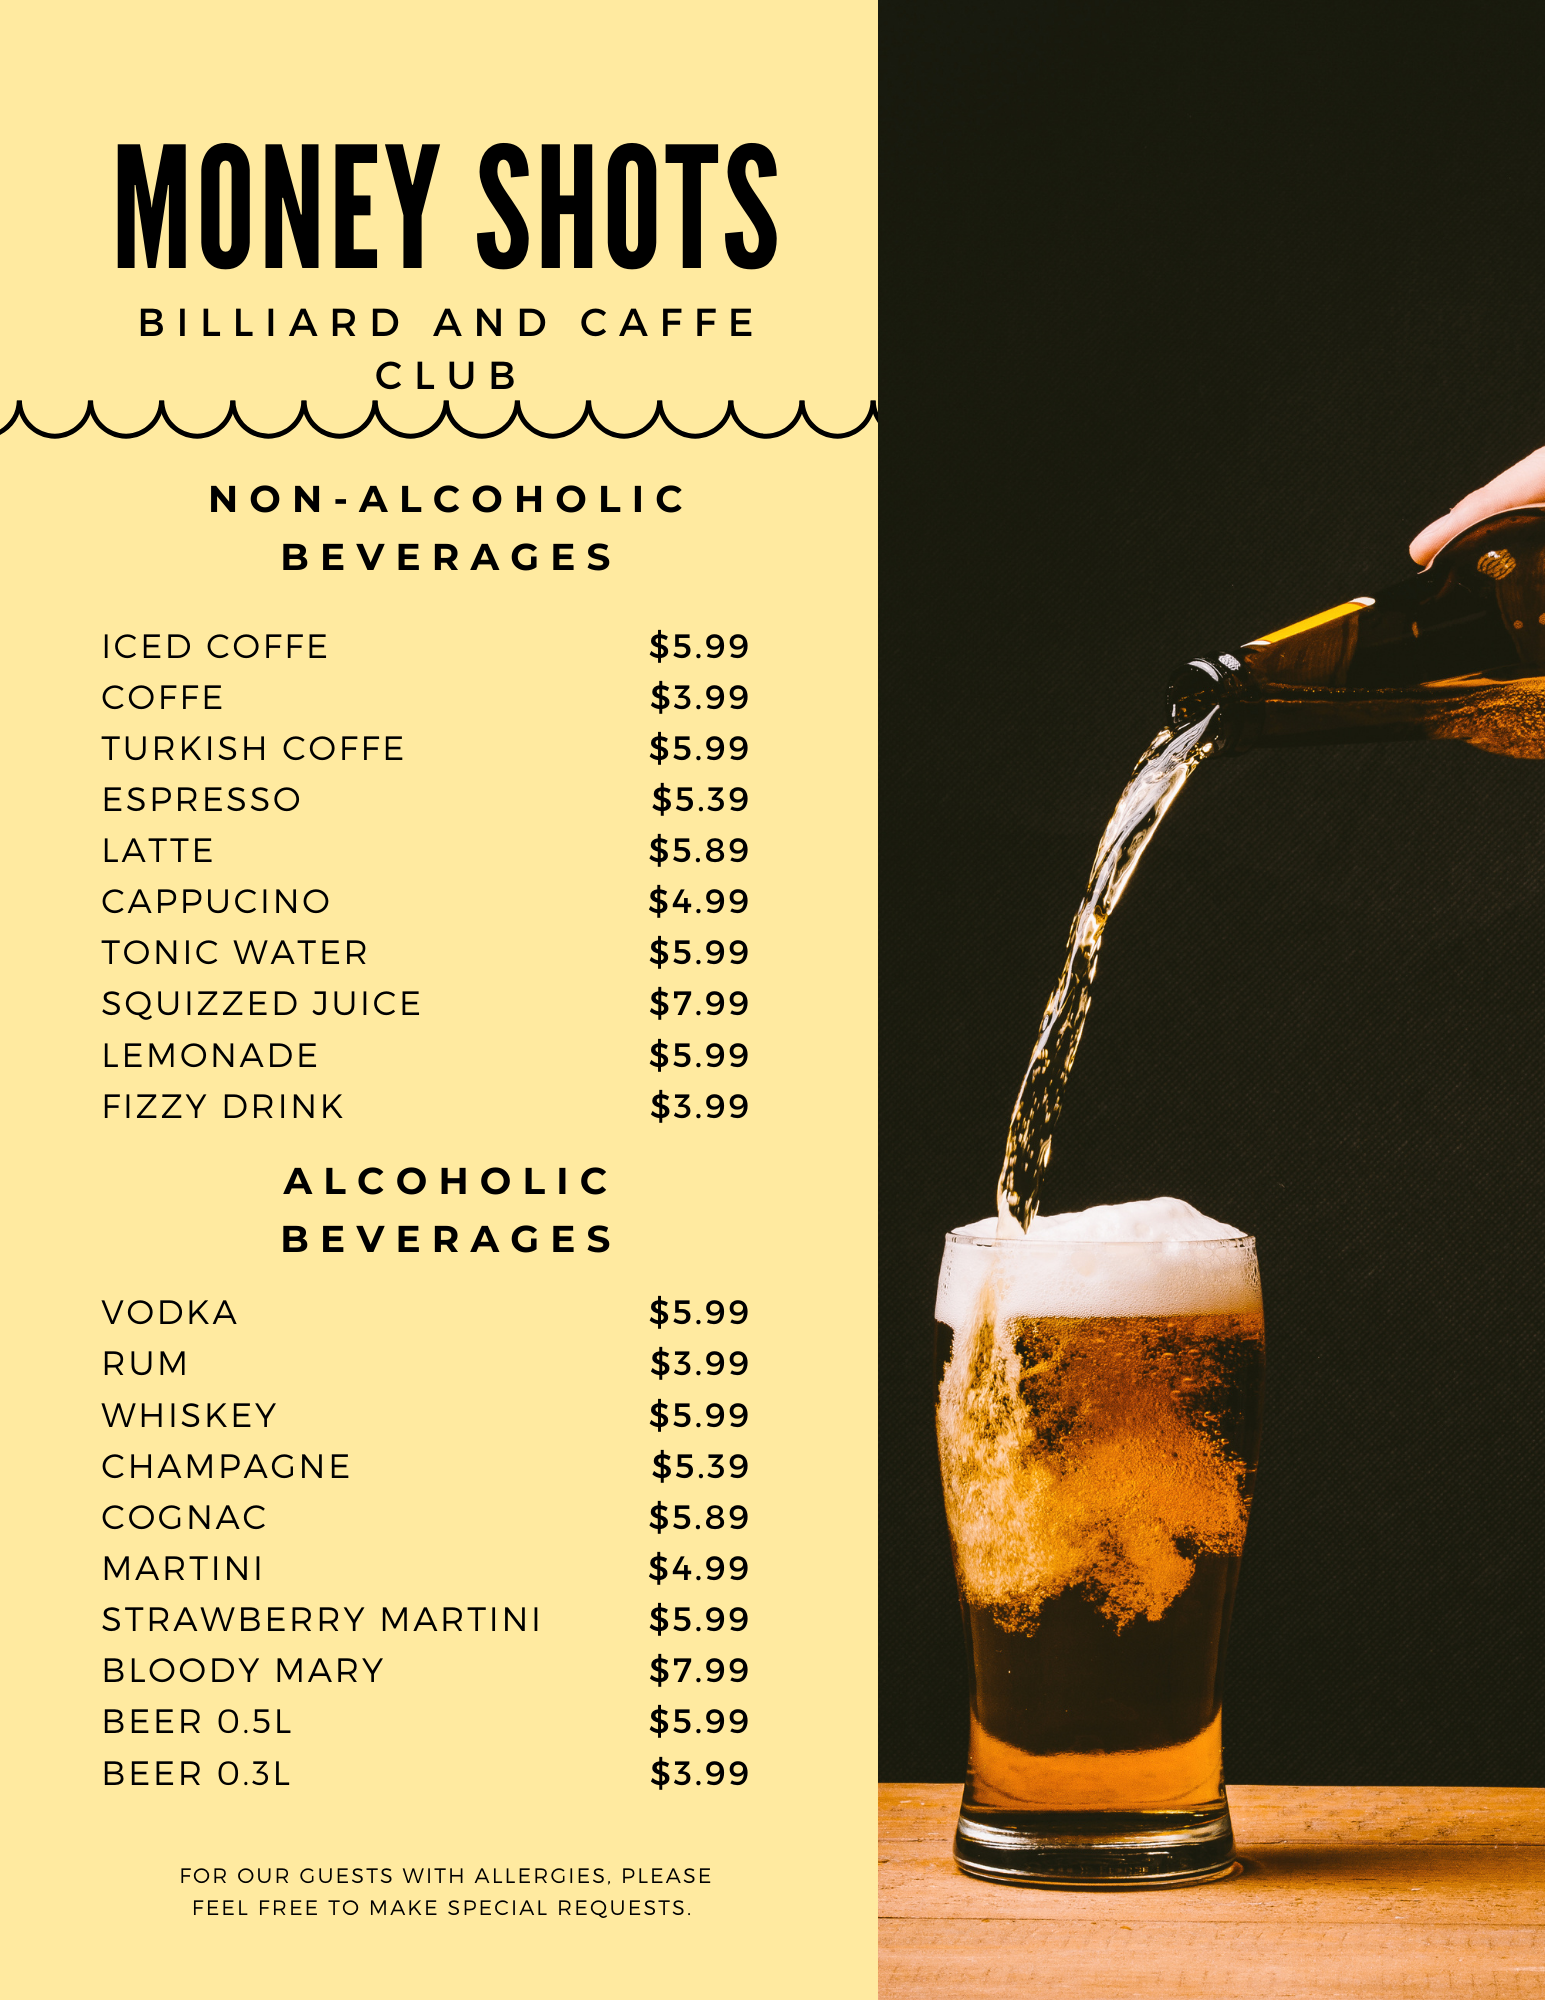 MONEY SHOTS
BILLIARD AND CAFFE
CLUB
NON-ALCOHOLIC
BEVERAGES
ICED COFFE $5.99
COFFE $3.99
TURKISH COFFE $5.99
ESPRESSO $5.39
LATTE $5.89
CAPPUCINO $4.99
TONIC WATER $5.99
SQUIZZED JUICE $7.99
LEMONADE $5.99
FIZZY DRINK $3.99
ALCOHOLIC
BEVERAGES
VODKA $5.99
RUM $3.99
WHISKEY $5.99
CHAMPAGNE $5.39
COGNAC $5.89
MARTINI $4.99
STRAWBERRY MARTINI $5.99
BLOODY MARY $7.99
BEER 0.5L $5.99
BEER 0.3L $3.99
FOR OUR GUESTS WITH ALLERGIES, PLEASE
FEEL FREE TO MAKE SPECIAL REQUESTS.